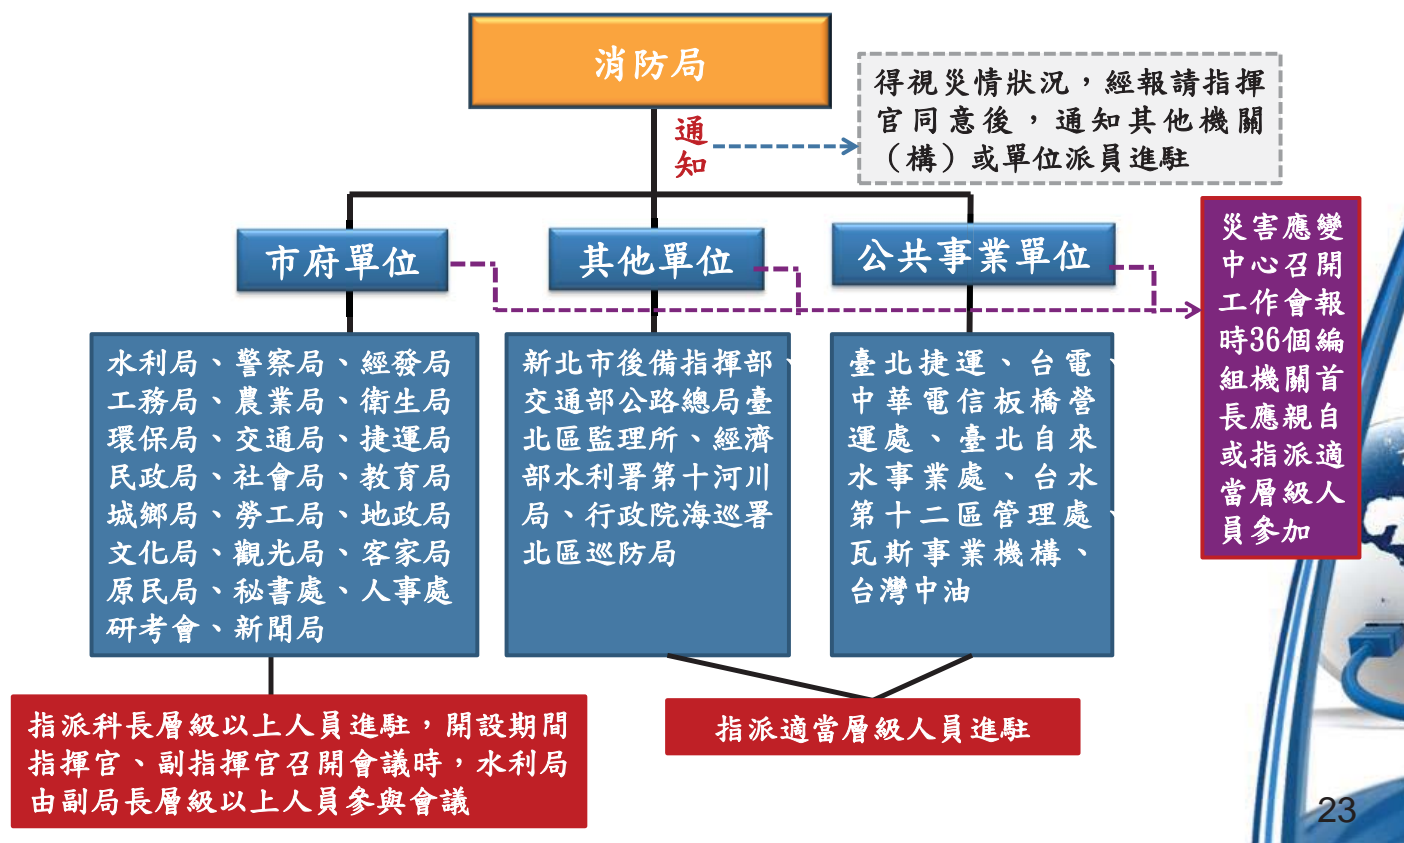 消防局
通
知
得視災情狀況，經報請指揮
官同意後，通知其他機關
（構）或單位派員進駐
市府單位
其他單位
公共事業單位
災害應變
中心召開
工作會報
時36個編
組機關首
長應親自
或指派適
當層級人
員參加
水利局、警察局、經發局
工務局、農業局、衛生局
環保局、交通局、捷運局
民政局、社會局、教育局
城鄉局、勞工局、地政局
文化局、觀光局、客家局
原民局、秘書處、人事處
研考會、新聞局
新北市後備指揮部、
交通部公路總局臺
北區監理所、經濟
部水利署第十河川
局、行政院海巡署
北區巡防局
臺北捷運、台電、
中華電信板橋營
運處、臺北自來
水事業處、台水
第十二區管理處、
瓦斯事業機構、
台灣中油
指派科長層級以上人員進駐，開設期間
指揮官、副指揮官召開會議時，水利局
由副局長層級以上人員參與會議
指派適當層級人員進駐
23